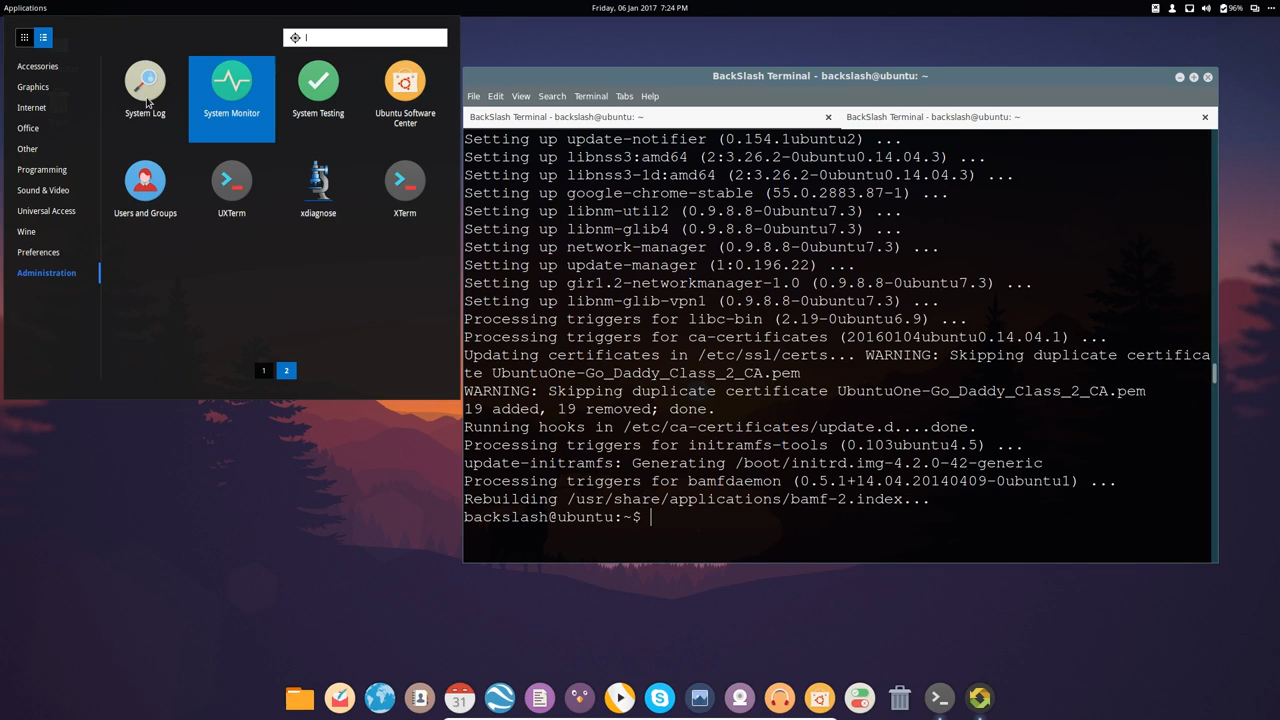 Applications
Friday, 06 Jan 2017 7:24 PM
96%
Accessories
Graphics
Internet
Office
Other
Programming
Sound & Video
Universal Access
Wine
Preferences
Administration
System Log
System Monitor
System Testing
Ubuntu Software
Center
Users and Groups
UXTerm
xdiagnose
XTerm
1
2
BackSlash Terminal - backslash@ubuntu: ~
File Edit View Search Terminal Tabs Help
BackSlash Terminal - backslash@ubuntu: ~
BackSlash Terminal - backslash@ubuntu: ~
Setting up update-notifier (0.154.1ubuntu2) ...
Setting up libnss3:amd64 (2:3.26.2-0ubuntu0.14.04.3) ...
Setting up libnss3-1d:amd64 (2:3.26.2-0ubuntu0.14.04.3) ...
Setting up google-chrome-stable (55.0.2883.87-1) ...
Setting up libnm-util2 (0.9.8.8-0ubuntu7.3) ...
Setting up libnm-glib4 (0.9.8.8-0ubuntu7.3) ...
Setting up network-manager (0.9.8.8-0ubuntu7.3) ...
Setting up update-manager (1:0.196.22) ...
Setting up gir1.2-networkmanager-1.0 (0.9.8.8-0ubuntu7.3) ...
Setting up libnm-glib-vpn1 (0.9.8.8-0ubuntu7.3) ...
Processing triggers for libc-bin (2.19-0ubuntu6.9) ...
Processing triggers for ca-certificates (20160104ubuntu0.14.04.1) ...
Updating certificates in /etc/ssl/certs... WARNING: Skipping duplicate certifica
te UbuntuOne-Go_Daddy_Class_2_CA.pem
WARNING: Skipping duplicate certificate UbuntuOne-Go_Daddy_Class_2_CA.pem
19 added, 19 removed; done.
Running hooks in /etc/ca-certificates/update.d....done.
Processing triggers for initramfs-tools (0.103ubuntu4.5) ...
update-initramfs: Generating /boot/initrd.img-4.2.0-42-generic
Processing triggers for bamfdaemon (0.5.1+14.04.20140409-0ubuntu1) ...
Rebuilding /usr/share/applications/bamf-2.index...
backslash@ubuntu:~$
31